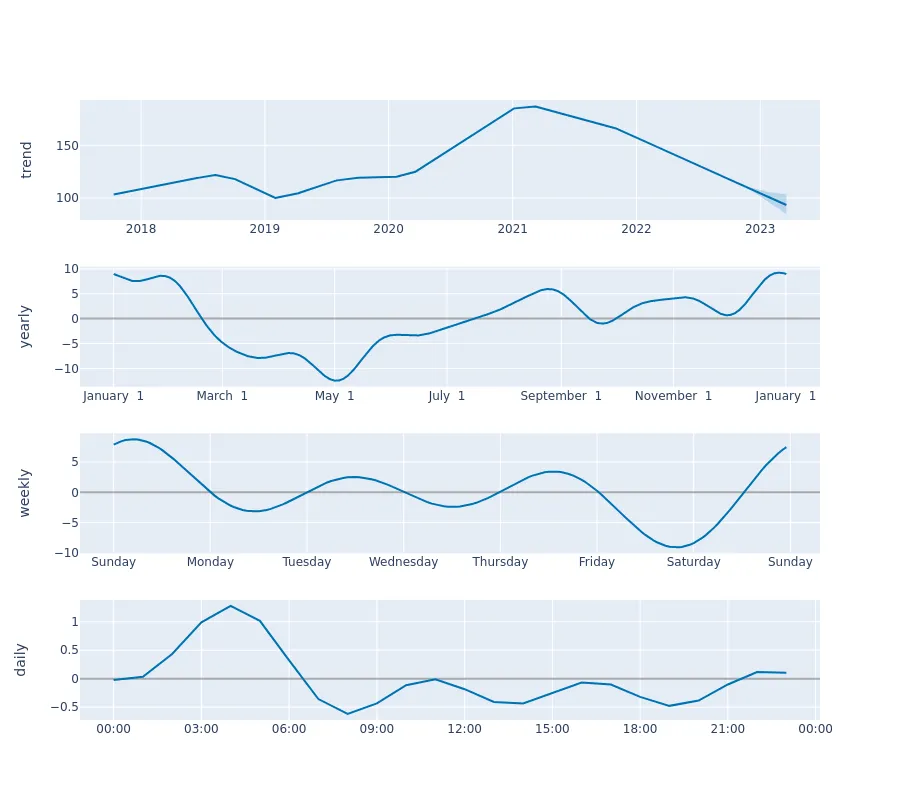 trend
150
100
2018 2019 2020 2021 2022 2023
yearly
10
5
0
−5
−10
January 1 March 1 May 1 July 1 September 1 November 1 January 1
weekly
5
0
−5
−10
Sunday Monday Tuesday Wednesday Thursday Friday Saturday Sunday
daily
1
0.5
0
−0.5
00:00 03:00 06:00 09:00 12:00 15:00 18:00 21:00 00:00